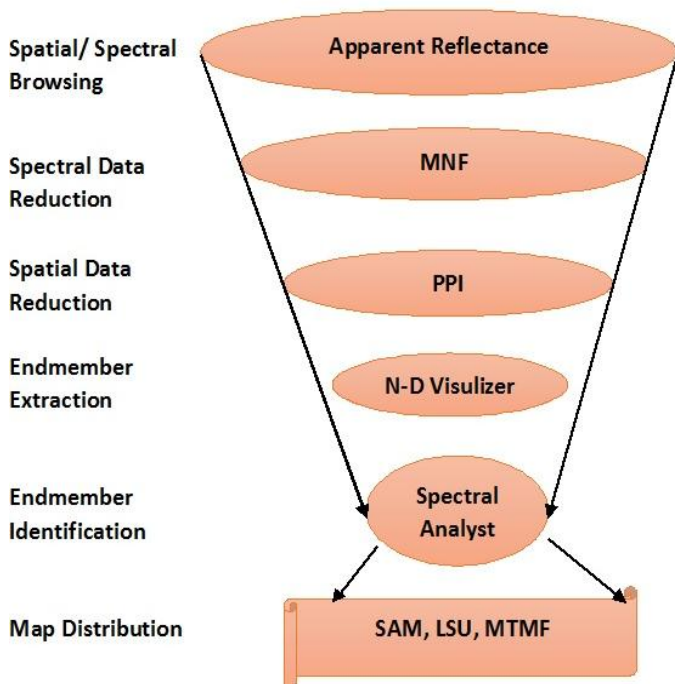 Spatial/ Spectral
Browsing
Apparent Reflectance
Spectral Data
Reduction
MNF
Spatial Data
Reduction
PPI
Endmember
Extraction
N-D Visulizer
Endmember
Identification
Spectral
Analyst
Map Distribution
SAM, LSU, MTMF